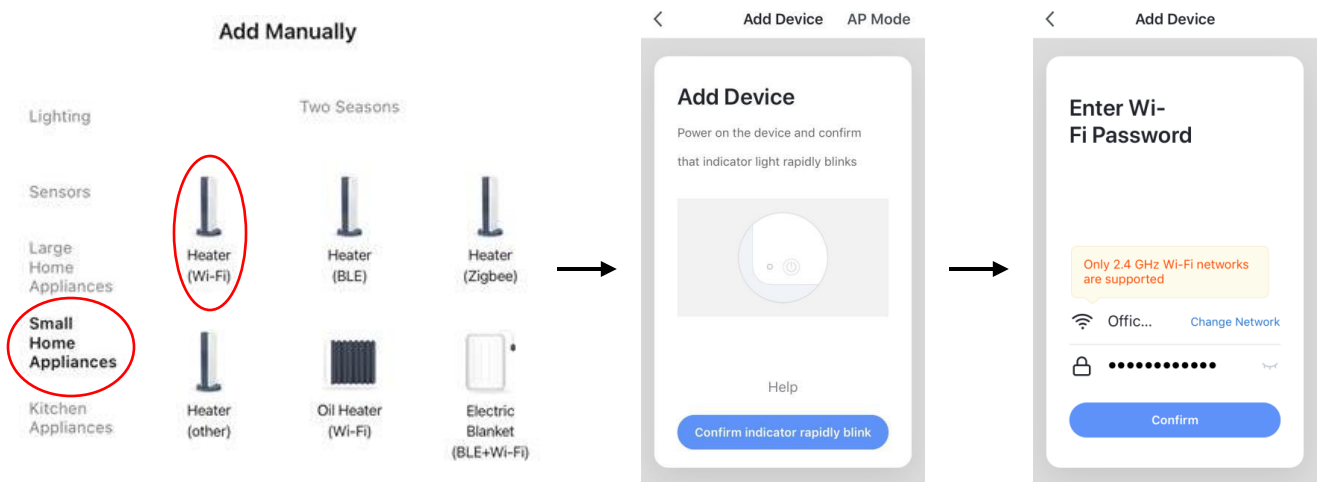 Add Manually
Lighting
Sensors
Large
Home
Appliances
Small
Home
Appliances
Kitchen
Appliances
Two Seasons
Heater
(Wi-Fi)
Heater
(BLE)
Heater
(Zigbee)
Heater
(other)
Oil Heater
(Wi-Fi)
Electric
Blanket
(BLE+Wi-Fi)
Add Device AP Mode
Add Device
Power on the device and confirm
that indicator light rapidly blinks
Help
Confirm indicator rapidly blink
Add Device
Enter Wi-
Fi Password
Only 2.4 GHz Wi-Fi networks
are supported
Offic... Change Network
••••••••••••
Confirm